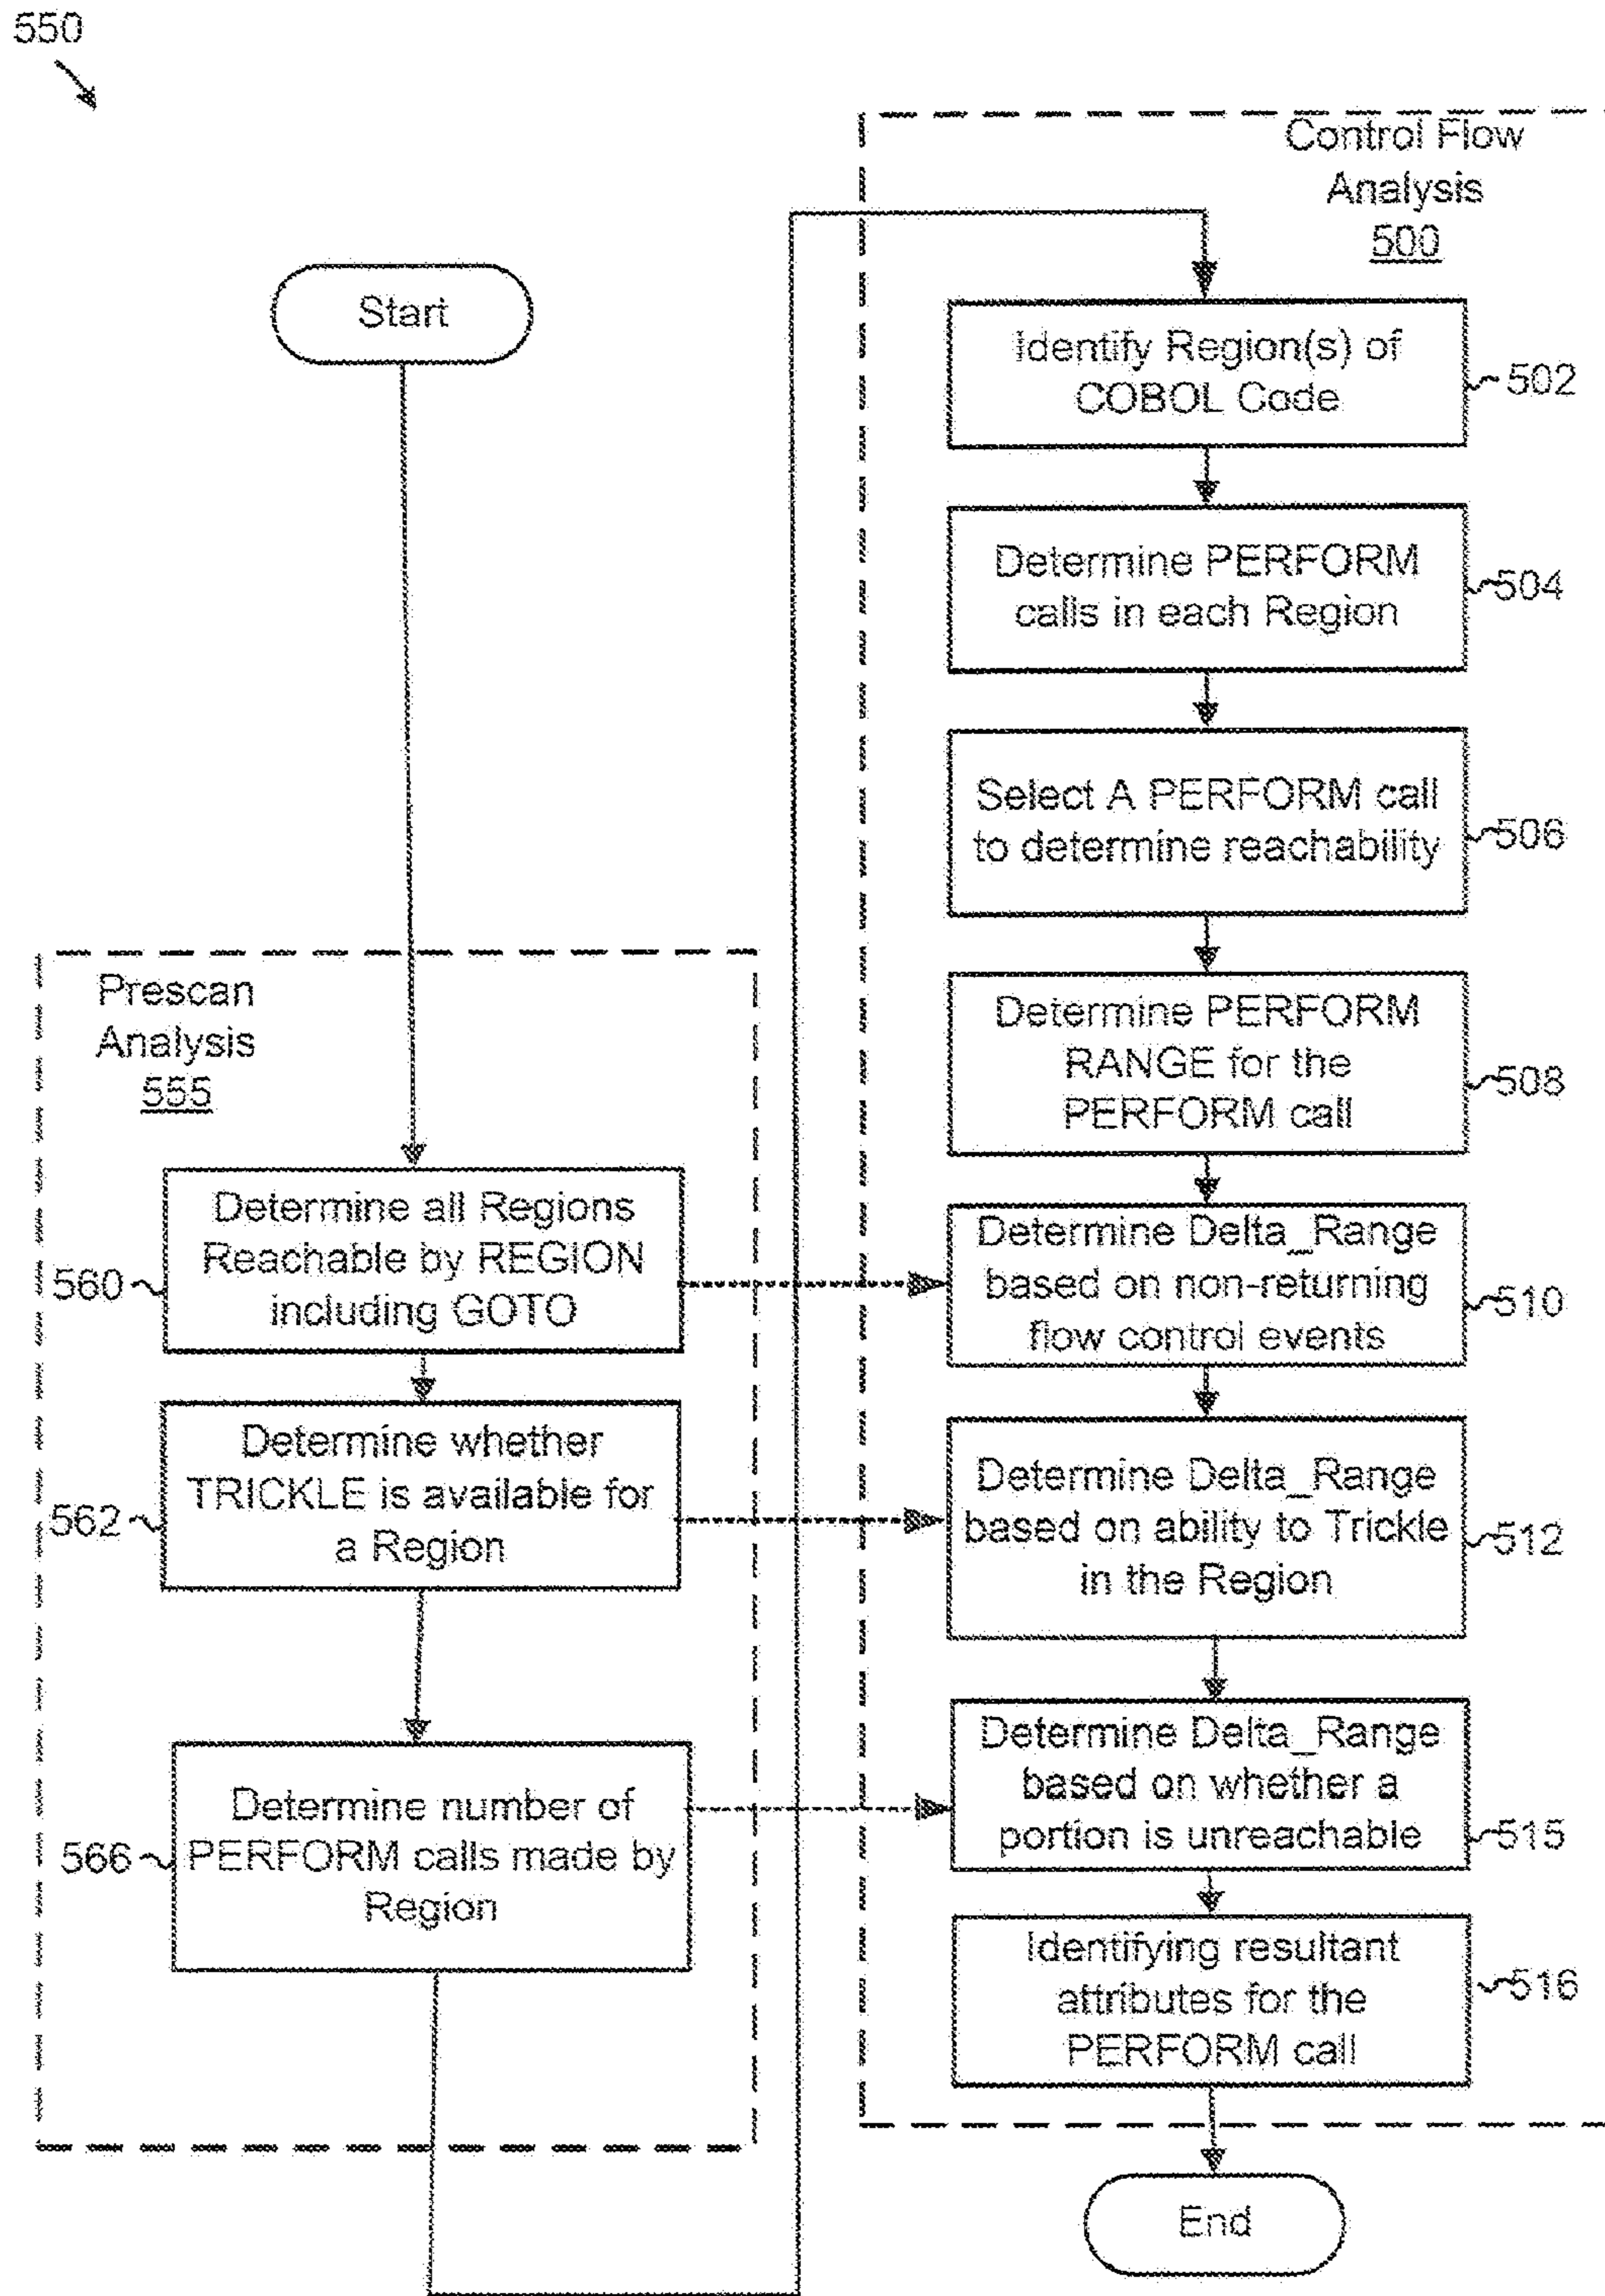 550
Start
Prescan
Analysis
555
Determine all Regions
Reachable by REGION
including GOTO
560
Determine whether
TRICKLE is available for
a Region
562
Determine number of
PERFORM calls made by
Region
566
Control Flow
Analysis
500
Identify Region(s) of
COBOL Code
502
Determine PERFORM
calls in each Region
504
Select A PERFORM call
to determine reachability
506
Determine PERFORM
RANGE for the
PERFORM call
508
Determine Delta_Range
based on non-returning
flow control events
510
Determine Delta_Range
based on ability to Trickle
in the Region
512
Determine Delta_Range
based on whether a
portion is unreachable
515
Identifying resultant
attributes for the
PERFORM call
516
End